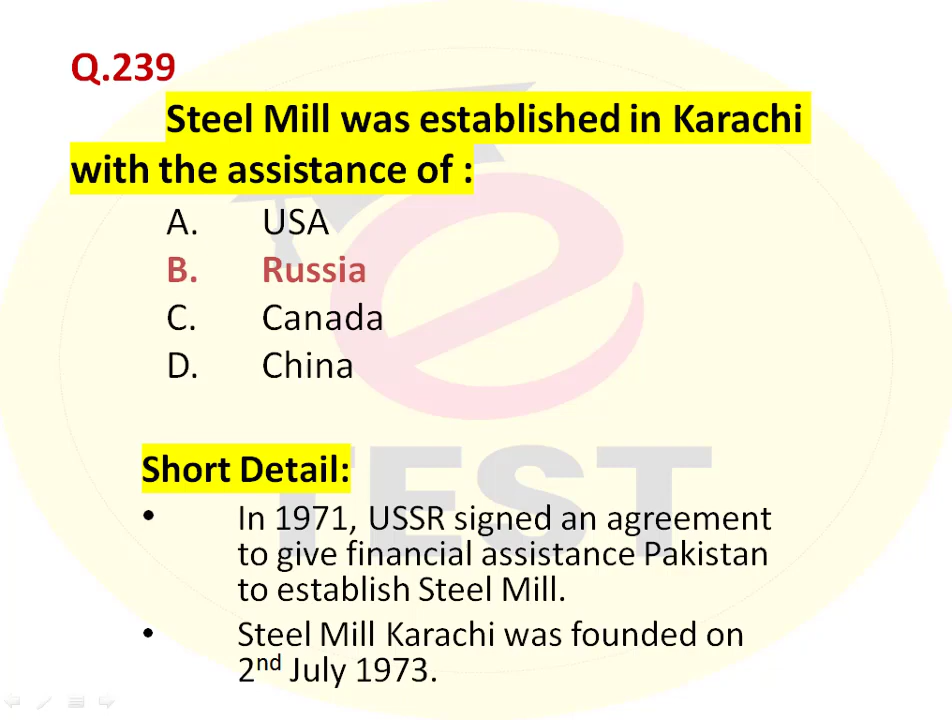 Q.239
Steel Mill was established in Karachi
with the assistance of :
A. USA
B. Russia
C. Canada
D. China
e
TEST
Short Detail:
• In 1971, USSR signed an agreement
to give financial assistance Pakistan
to establish Steel Mill.
• Steel Mill Karachi was founded on
2nd July 1973.